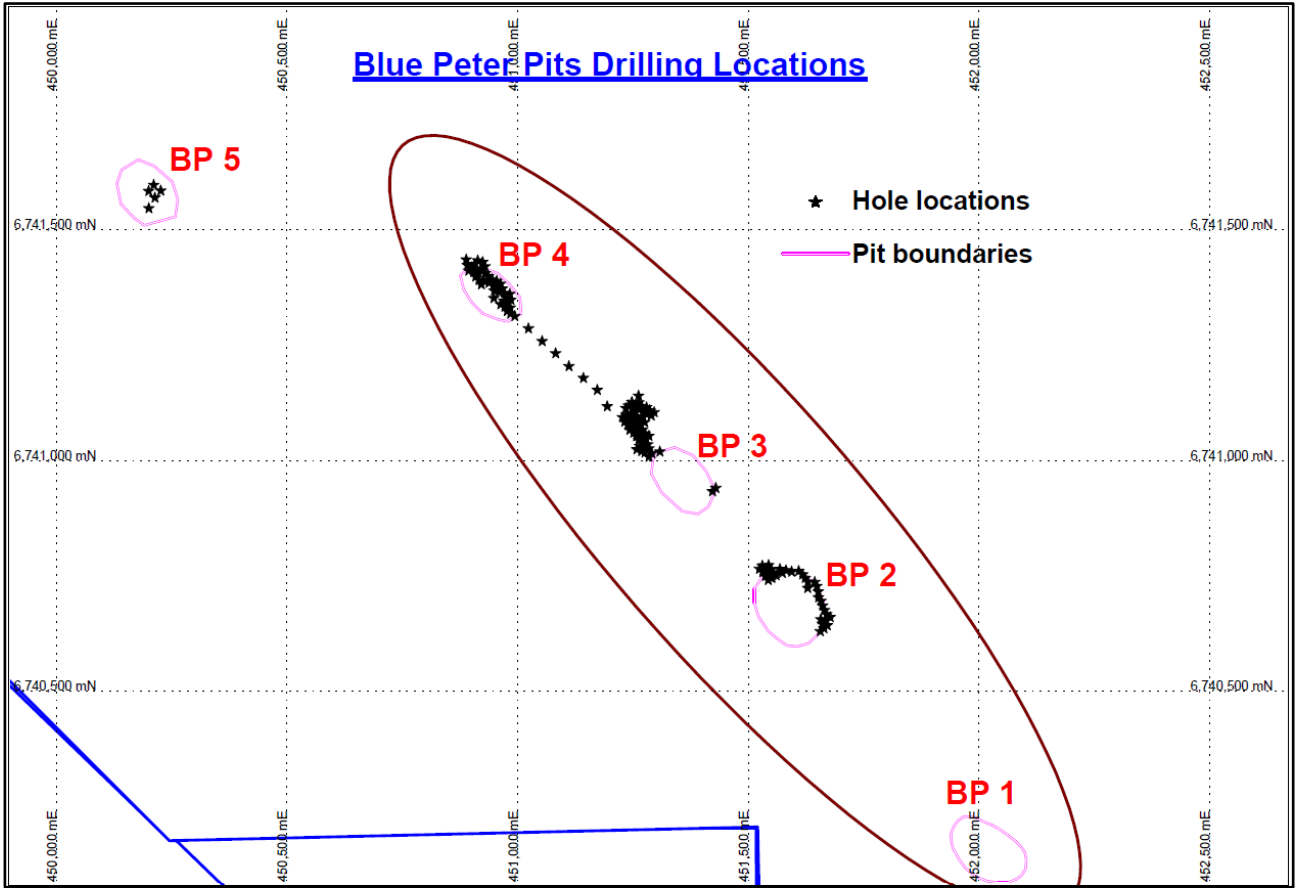 450,000 mE
450,500 mE
451,000 mE
451,500 mE
452,000 mE
452,500 mE
Blue Peter Pits Drilling Locations
BP 5
Hole locations
6,741,500 mN
6,741,500 mN
BP 4
Pit boundaries
BP 3
6,741,000 mN
6,741,000 mN
BP 2
6,740,500 mN
6,740,500 mN
BP 1
450,000 mE
450,500 mE
451,000 mE
451,500 mE
452,000 mE
452,500 mE